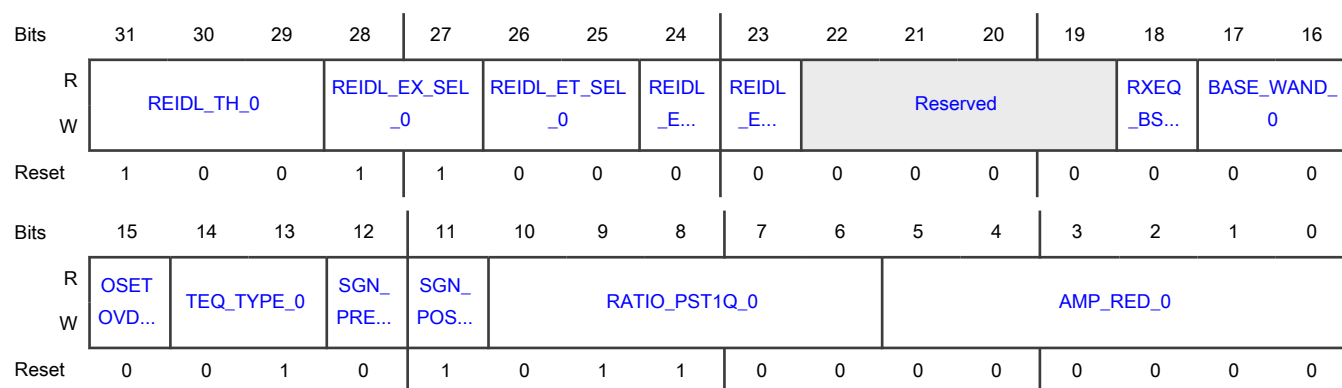 Bits 31 30 29 28 27 26 25 24 23 22 21 20 19 18 17 16
R
W
REIDL_TH_0
REIDL_EX_SEL
_0
REIDL_ET_SEL
_0
REIDL
_E...
REIDL
_E...
Reserved
RXEQ
_BS...
BASE_WAND_
0
Reset 1 0 0 1 1 0 0 0 0 0 0 0 0 0 0 0
Bits 15 14 13 12 11 10 9 8 7 6 5 4 3 2 1 0
R
W
OSET
OVD...
TEQ_TYPE_0
SGN_
PRE...
SGN_
POS...
RATIO_PST1Q_0
AMP_RED_0
Reset 0 0 1 0 1 0 1 1 0 0 0 0 0 0 0 0